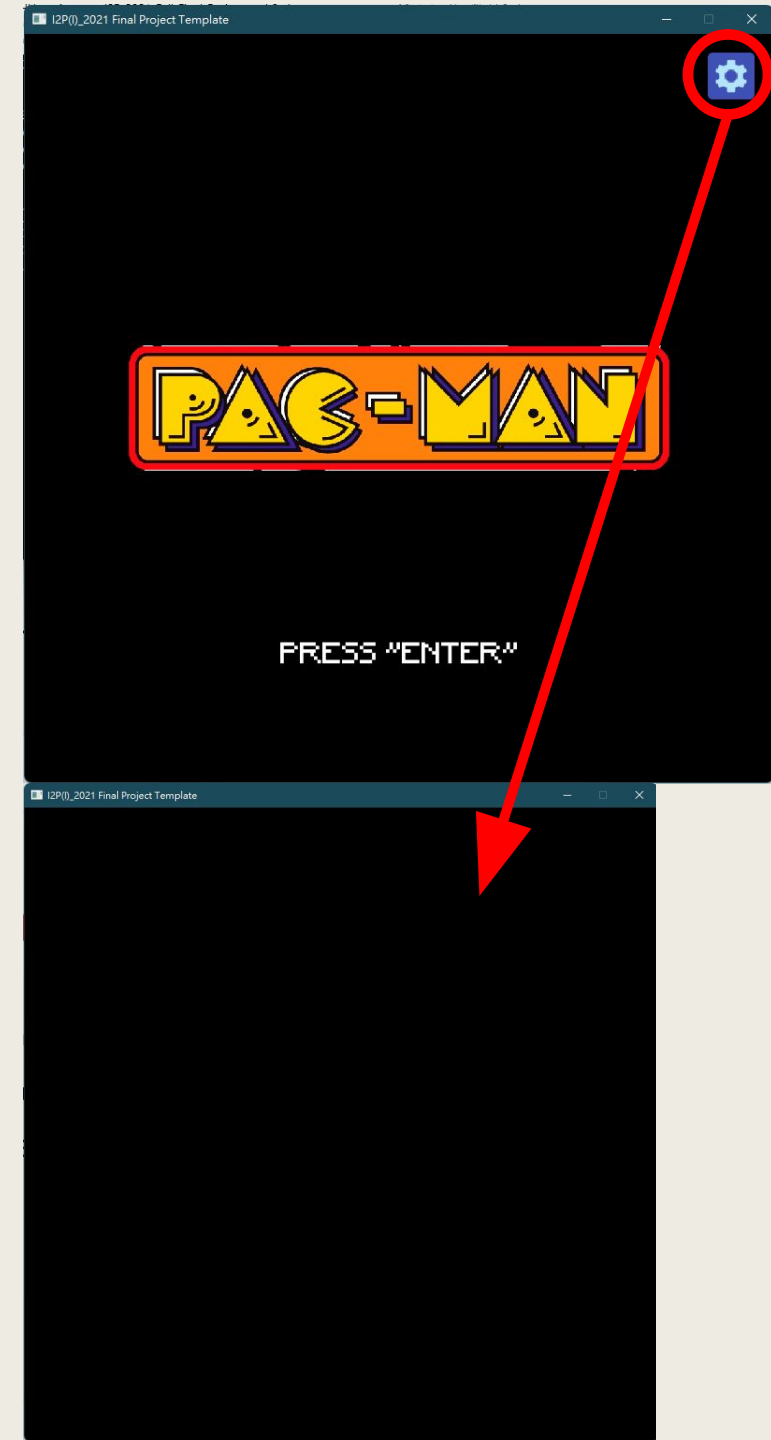 I2P(I)_2021 Final Project Template
PAC-MAN
PRESS "ENTER"
I2P(I)_2021 Final Project Template